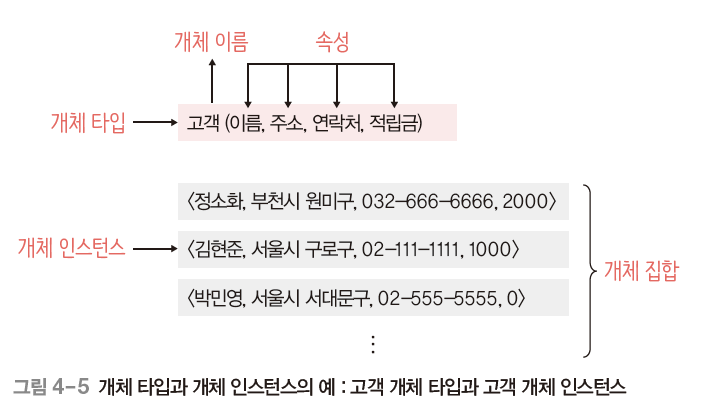 개체 이름 속성
개체 타입 고객 (이름, 주소, 연락처, 적립금)
〈정소화, 부천시 원미구, 032-666-6666, 2000〉
개체 인스턴스 〈김현준, 서울시 구로구, 02-111-1111, 1000〉
개체 집합
〈박민영, 서울시 서대문구, 02-555-5555, 0〉
⋮
그림 4-5 개체 타입과 개체 인스턴스의 예 : 고객 개체 타입과 고객 개체 인스턴스